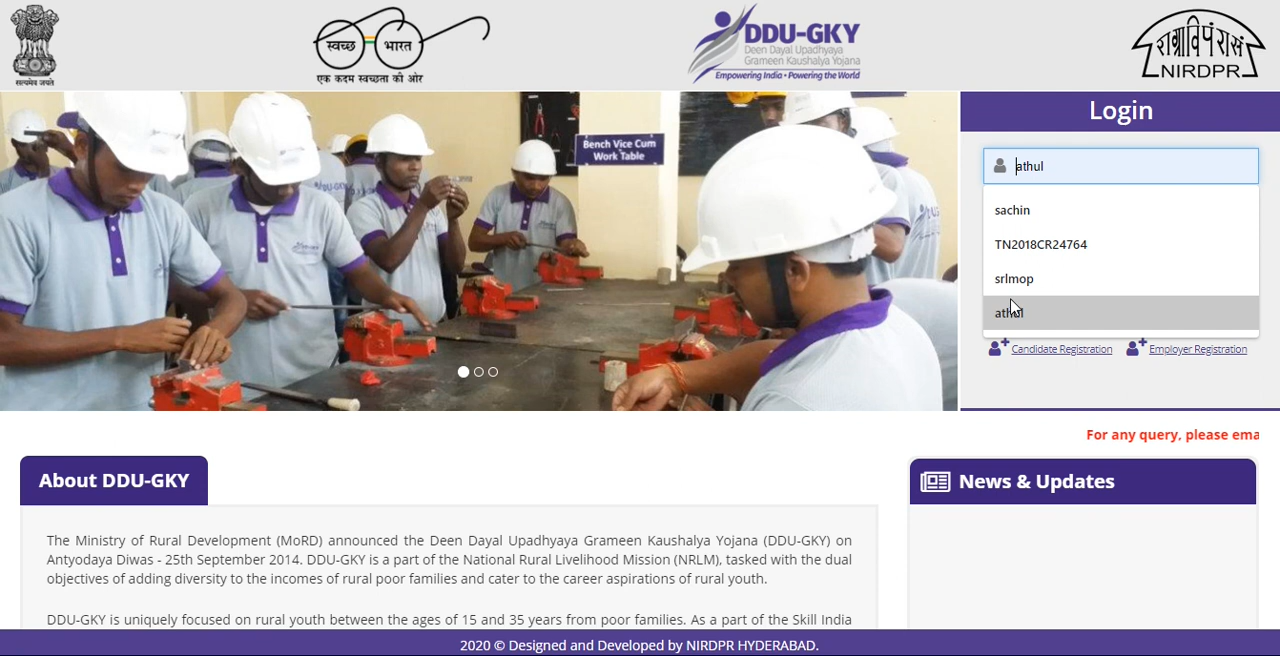 सत्यमेव जयते
स्वच्छ भारत
एक कदम स्वच्छता की ओर
DDU-GKY
Deen Dayal Upadhyaya
Grameen Kaushalya Yojana
Empowering India • Powering the World
NIRDPR
Bench Vice Cum
Work Table
Login
athul
sachin
TN2018CR24764
srlmop
athul
Candidate Registration Employer Registration
For any query, please ema
About DDU-GKY
The Ministry of Rural Development (MoRD) announced the Deen Dayal Upadhyaya Grameen Kaushalya Yojana (DDU-GKY) on
Antyodaya Diwas - 25th September 2014. DDU-GKY is a part of the National Rural Livelihood Mission (NRLM), tasked with the dual
objectives of adding diversity to the incomes of rural poor families and cater to the career aspirations of rural youth.
DDU-GKY is uniquely focused on rural youth between the ages of 15 and 35 years from poor families. As a part of the Skill India
News & Updates
2020 © Designed and Developed by NIRDPR HYDERABAD.